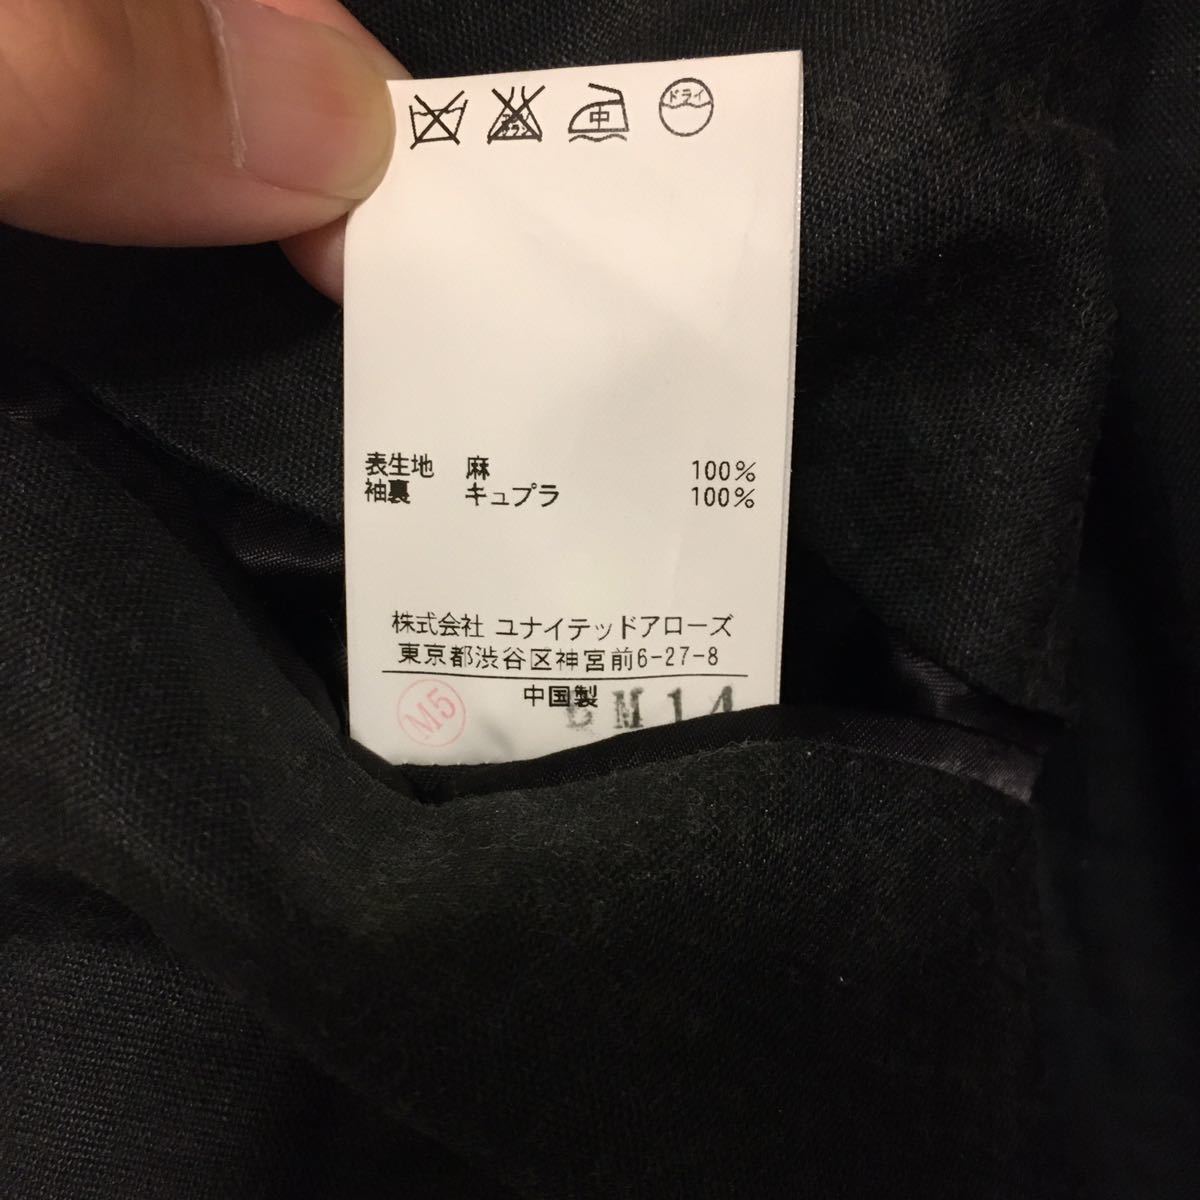 中 ドライ
表生地 麻 100%
袖裏 キュプラ 100%
株式会社 ユナイテッドアローズ
東京都渋谷区神宮前6-27-8
中国製
M5 M14